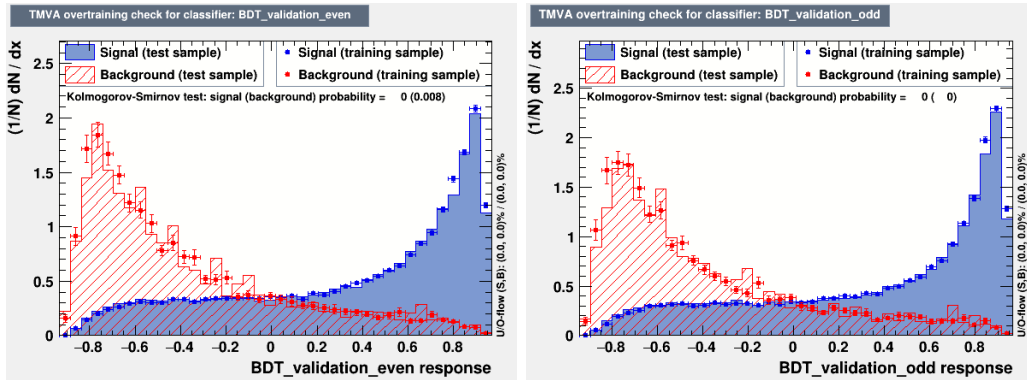 TMVA overtraining check for classifier: BDT_validation_even
(1/N) dN / dx
Signal (test sample)
Background (test sample)
Signal (training sample)
Background (training sample)
Kolmogorov-Smirnov test: signal (background) probability = 0 (0.008)
2.5
2
1.5
1
0.5
0
−0.8 −0.6 −0.4 −0.2 0 0.2 0.4 0.6 0.8
BDT_validation_even response
U/O-flow (S,B): (0.0, 0.0)% / (0.0, 0.0)%
TMVA overtraining check for classifier: BDT_validation_odd
(1/N) dN / dx
Signal (test sample)
Background (test sample)
Signal (training sample)
Background (training sample)
Kolmogorov-Smirnov test: signal (background) probability = 0 ( 0)
2.5
2
1.5
1
0.5
0
−0.8 −0.6 −0.4 −0.2 0 0.2 0.4 0.6 0.8
BDT_validation_odd response
U/O-flow (S,B): (0.0, 0.0)% / (0.0, 0.0)%